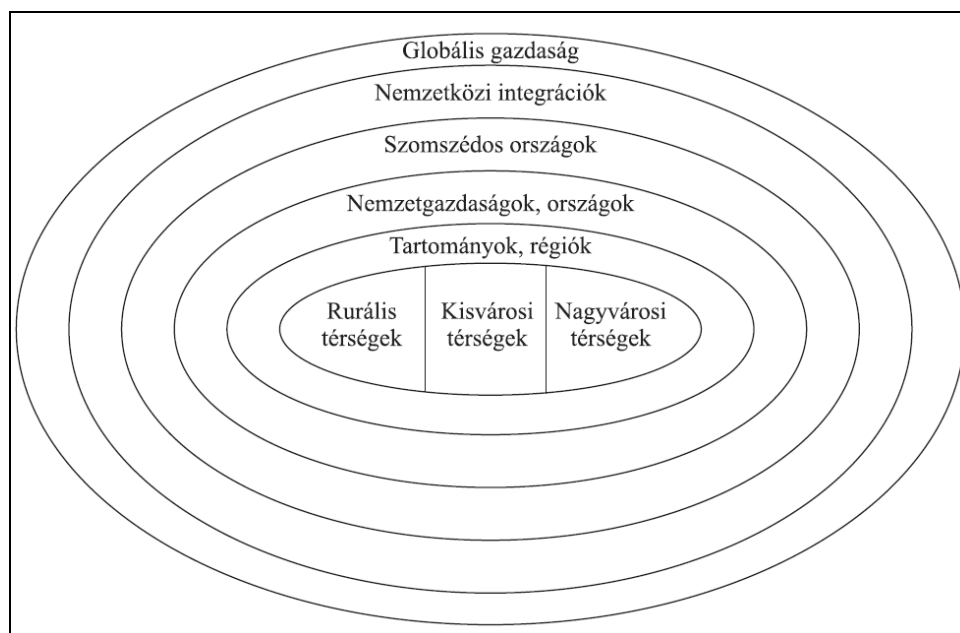 Globális gazdaság
Nemzetközi integrációk
Szomszédos országok
Nemzetgazdaságok, országok
Tartományok, régiók
Rurális
térségek
Kisvárosi
térségek
Nagyvárosi
térségek